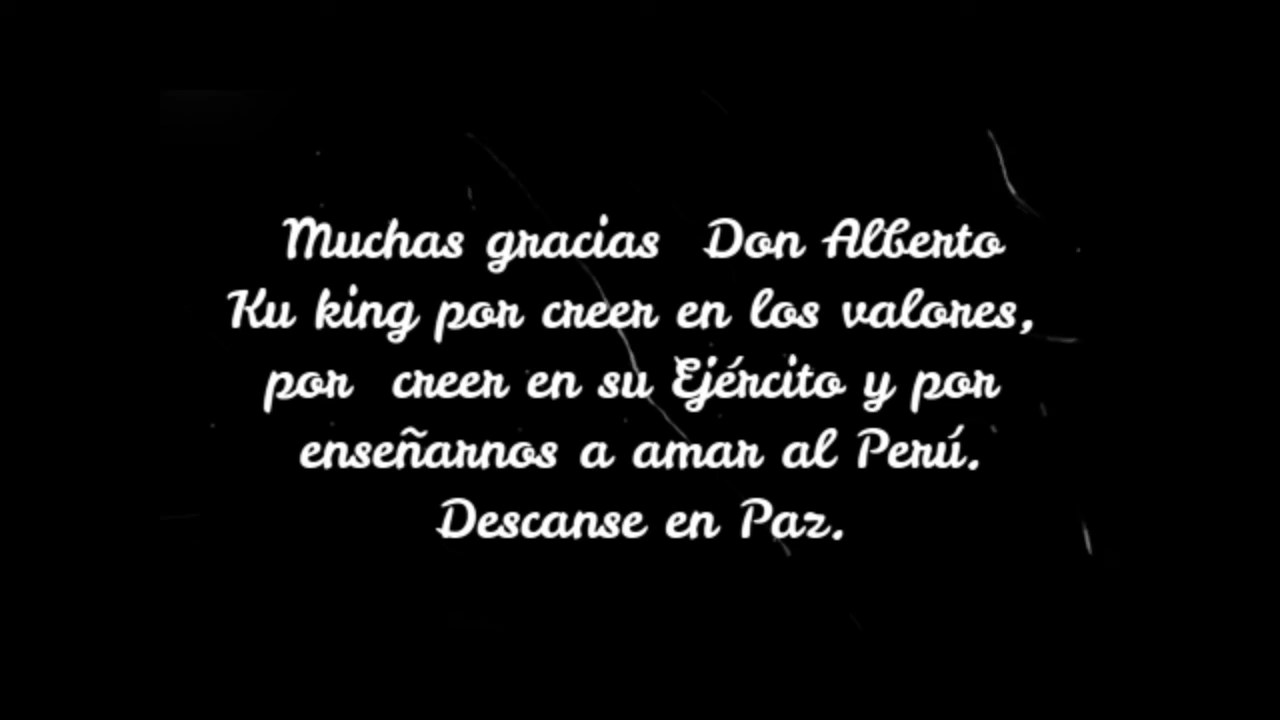 Muchas gracias Don Alberto
Ku king por creer en los valores,
por creer en su Ejército y por
enseñarnos a amar al Perú.
Descanse en Paz.